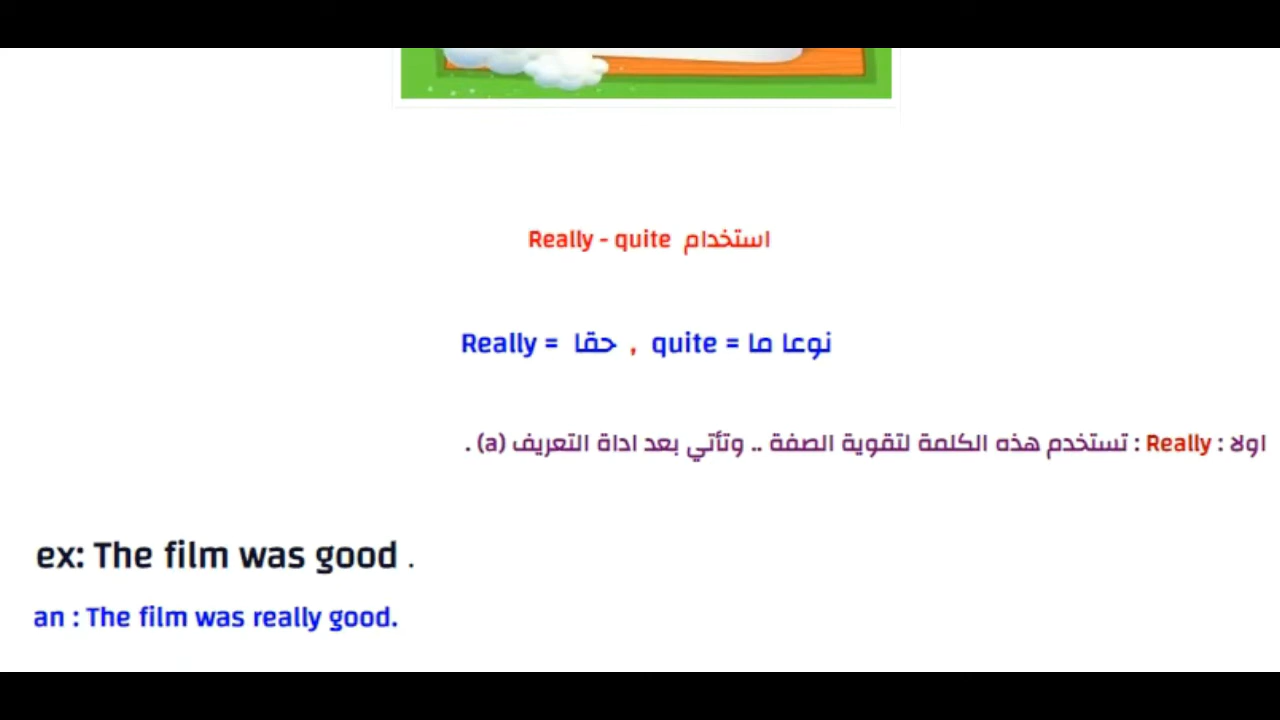 استخدام Really - quite
Really = حقا , quite = نوعا ما
اولا : Really : تستخدم هذه الكلمة لتقوية الصفة .. وتأتي بعد اداة التعريف (a) .
ex: The film was good .
an : The film was really good.